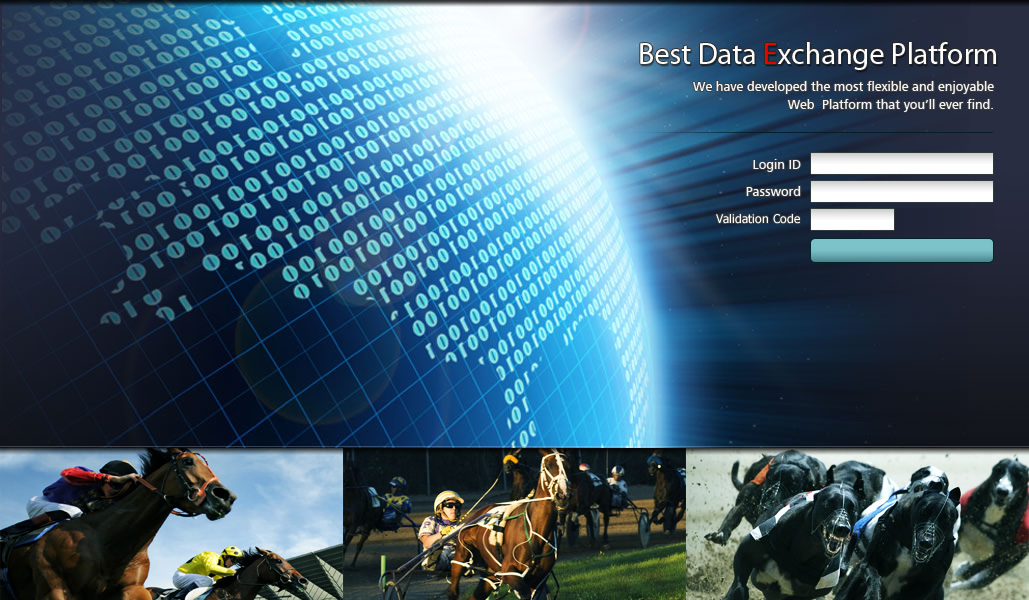 Best Data Exchange Platform
We have developed the most flexible and enjoyable
Web Platform that you'll ever find.
Login ID
Password
Validation Code